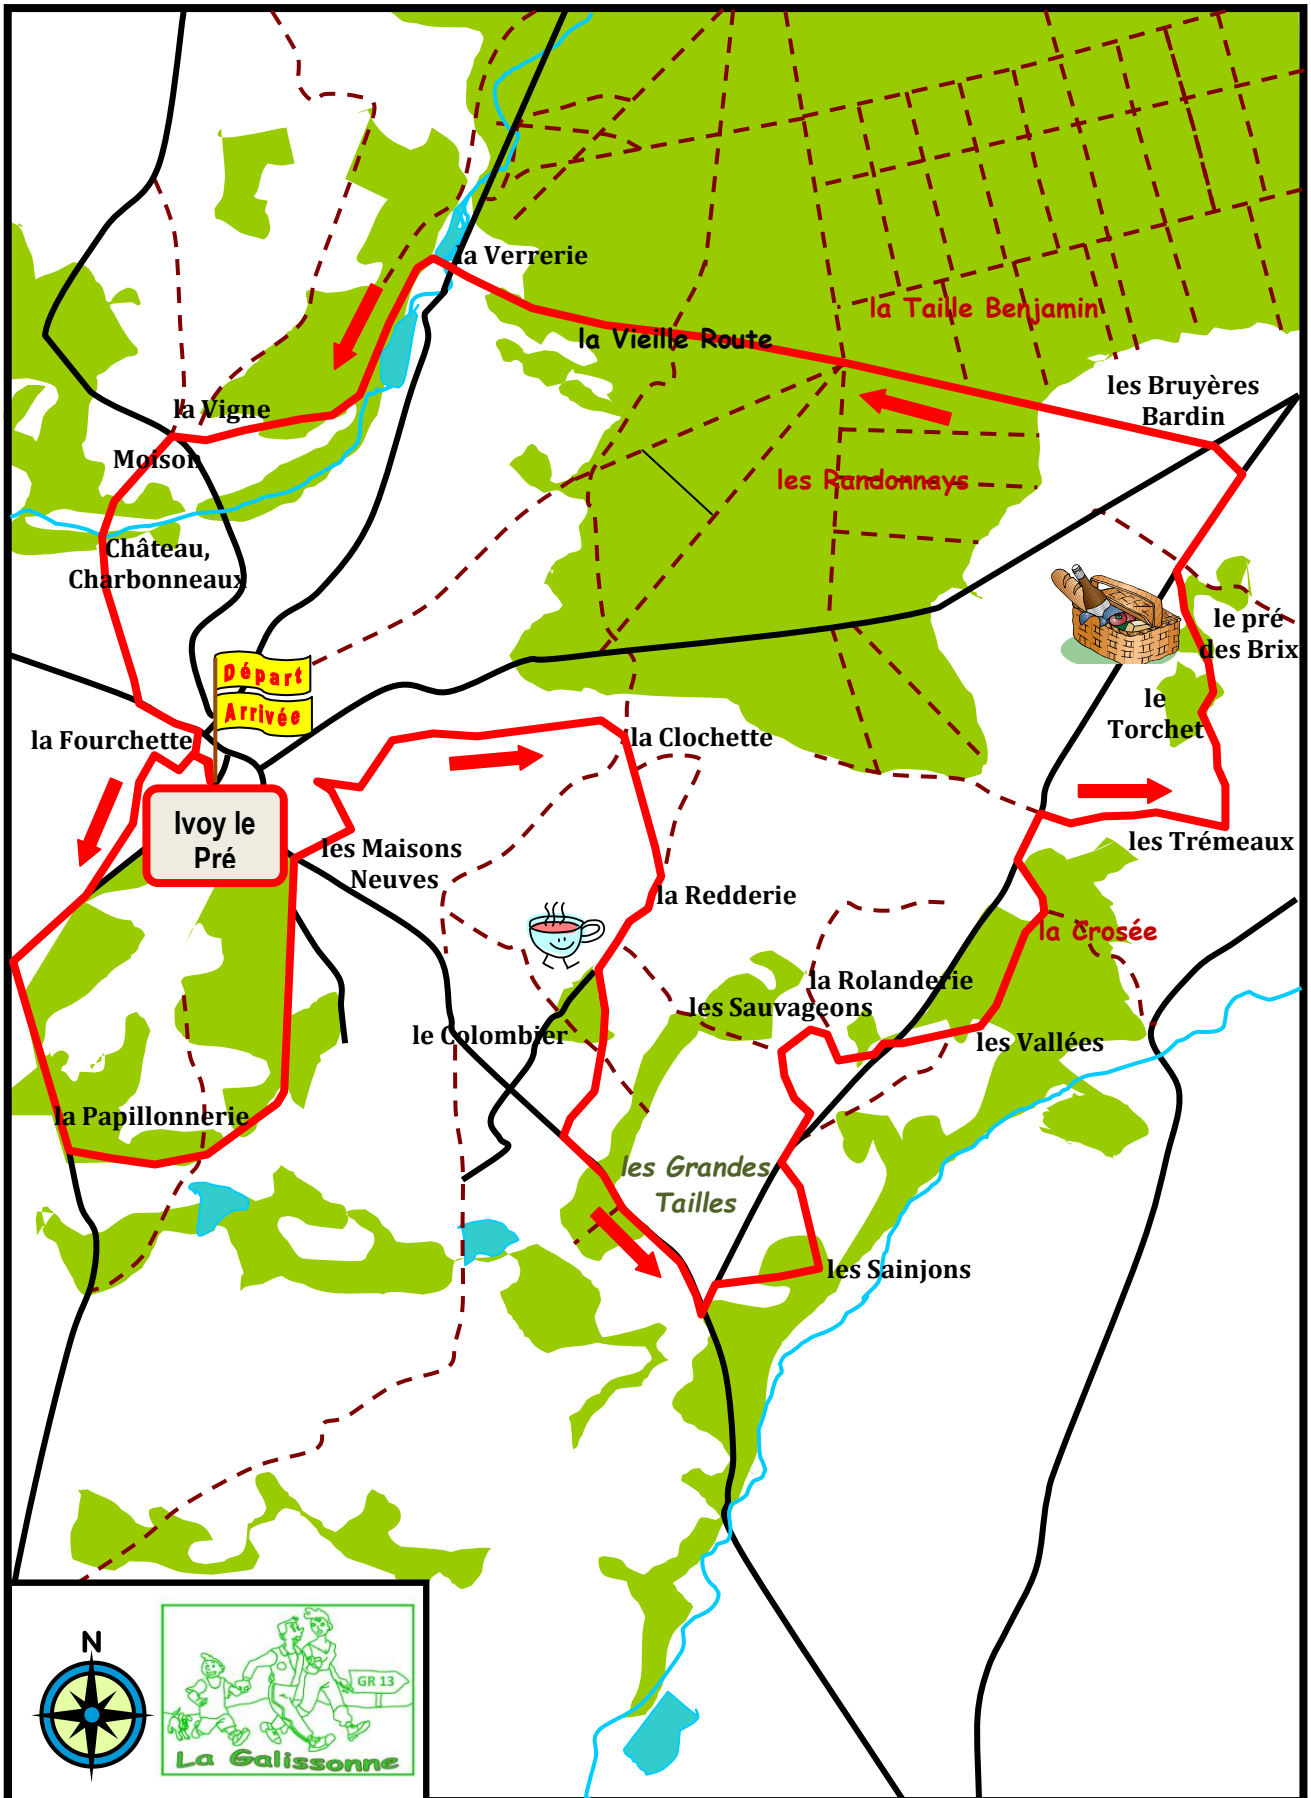 la Verrerie
la Taille Benjamin
la Vieille Route
les Bruyères
Bardin
la Vigne
Moison
les Randonnays
Château,
Charbonneaux
le pré
des Brix
Départ
Arrivée
le
Torchet
la Fourchette
la Clochette
Ivoy le
Pré
les Maisons
Neuves
les Trémeaux
la Redderie
la Crosée
la Rolanderie
les Sauvageons
le Colombier
les Vallées
la Papillonnerie
les Grandes
Tailles
les Sainjons
N
GR 13
La Galissonne